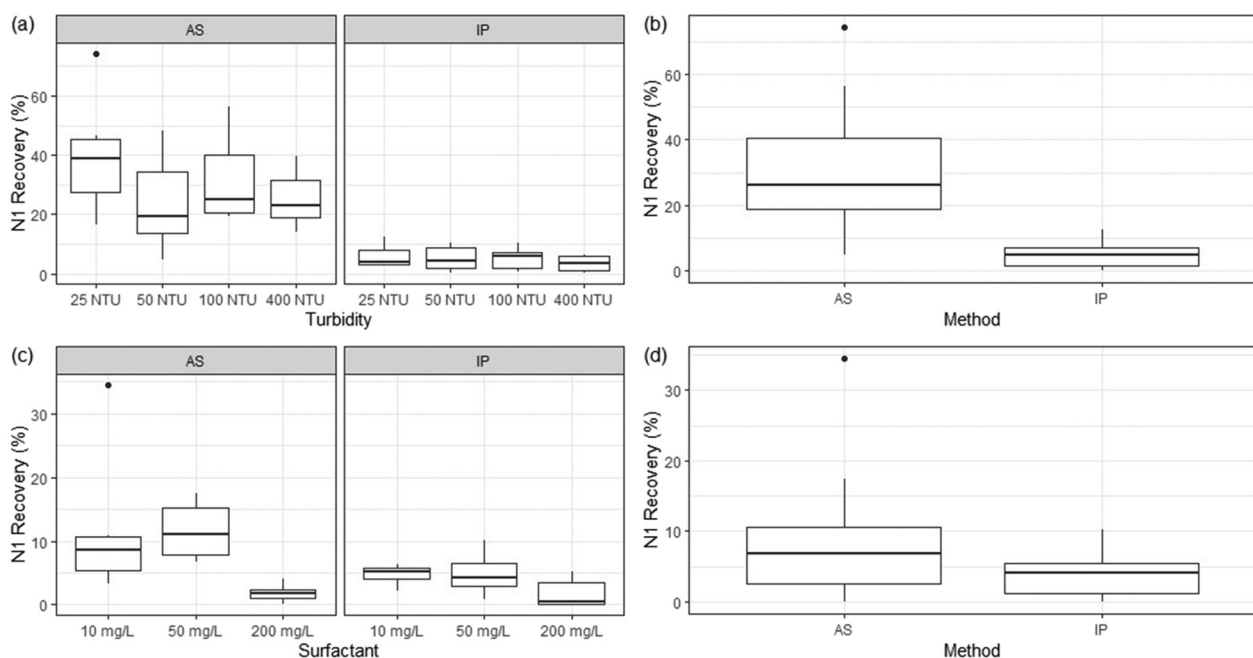 (a)
AS
IP
N1 Recovery (%)
60
40
20
0
25 NTU 50 NTU 100 NTU 400 NTU
25 NTU 50 NTU 100 NTU 400 NTU
Turbidity
(b)
N1 Recovery (%)
60
40
20
0
AS
IP
Method
(c)
AS
IP
N1 Recovery (%)
30
20
10
0
10 mg/L 50 mg/L 200 mg/L
10 mg/L 50 mg/L 200 mg/L
Surfactant
(d)
N1 Recovery (%)
30
20
10
0
AS
IP
Method